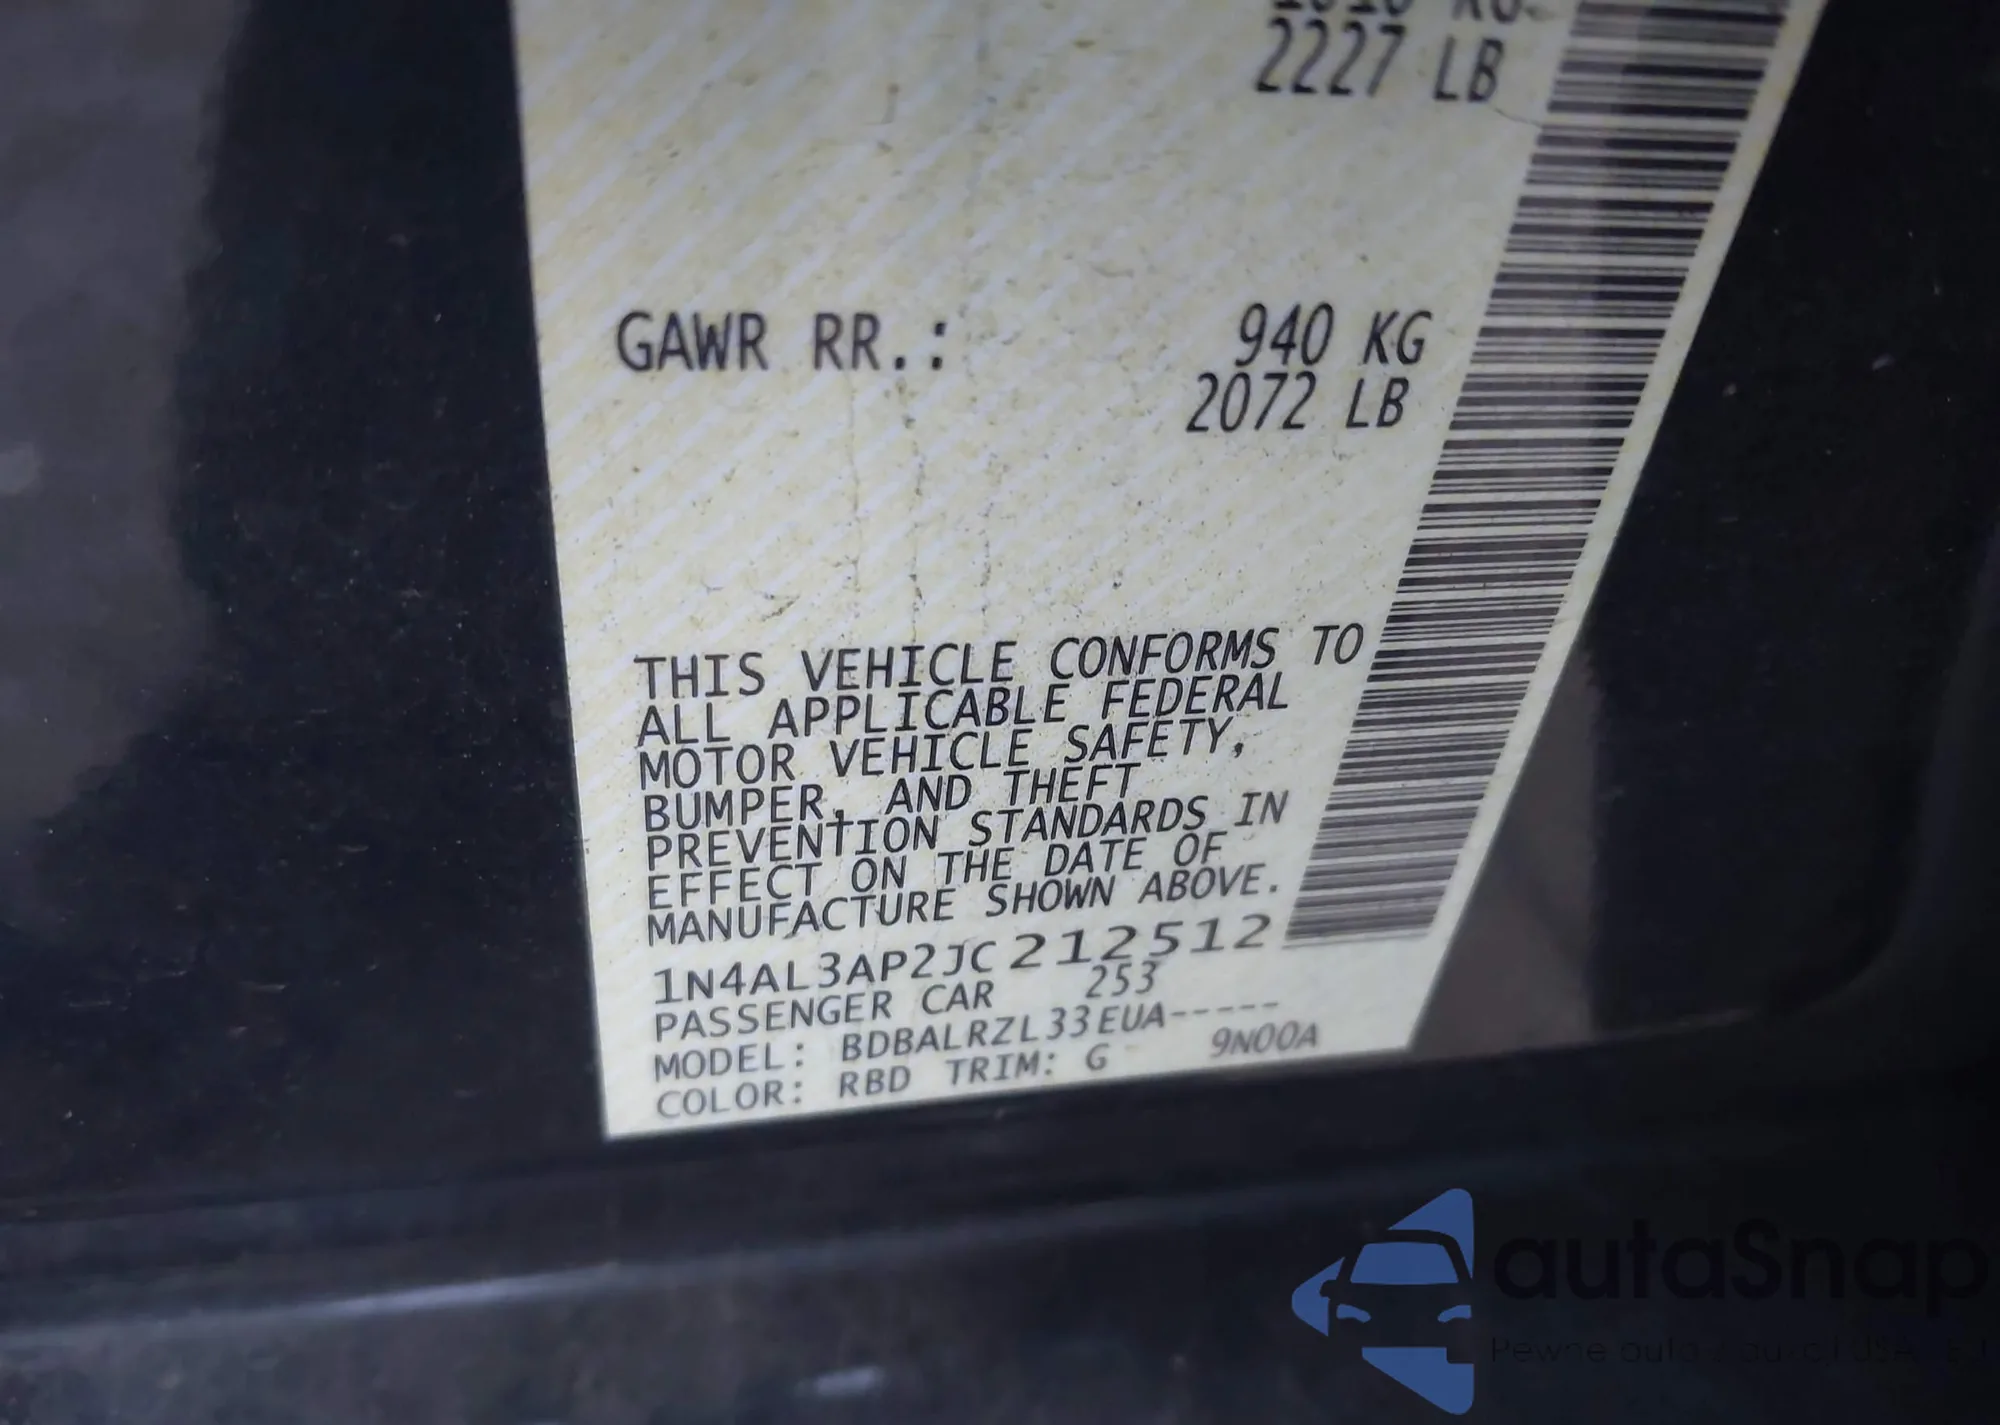 2227 LB
GAWR RR.: 940 KG
2072 LB
THIS VEHICLE CONFORMS TO
ALL APPLICABLE FEDERAL
MOTOR VEHICLE SAFETY,
BUMPER, AND THEFT
PREVENTION STANDARDS IN
EFFECT ON THE DATE OF
MANUFACTURE SHOWN ABOVE.
1N4AL3AP2JC212512
PASSENGER CAR 253
MODEL: BDBALRZL33EUA-----
COLOR: RBD TRIM: G 9N00A
autaSnap
Pewne auto z